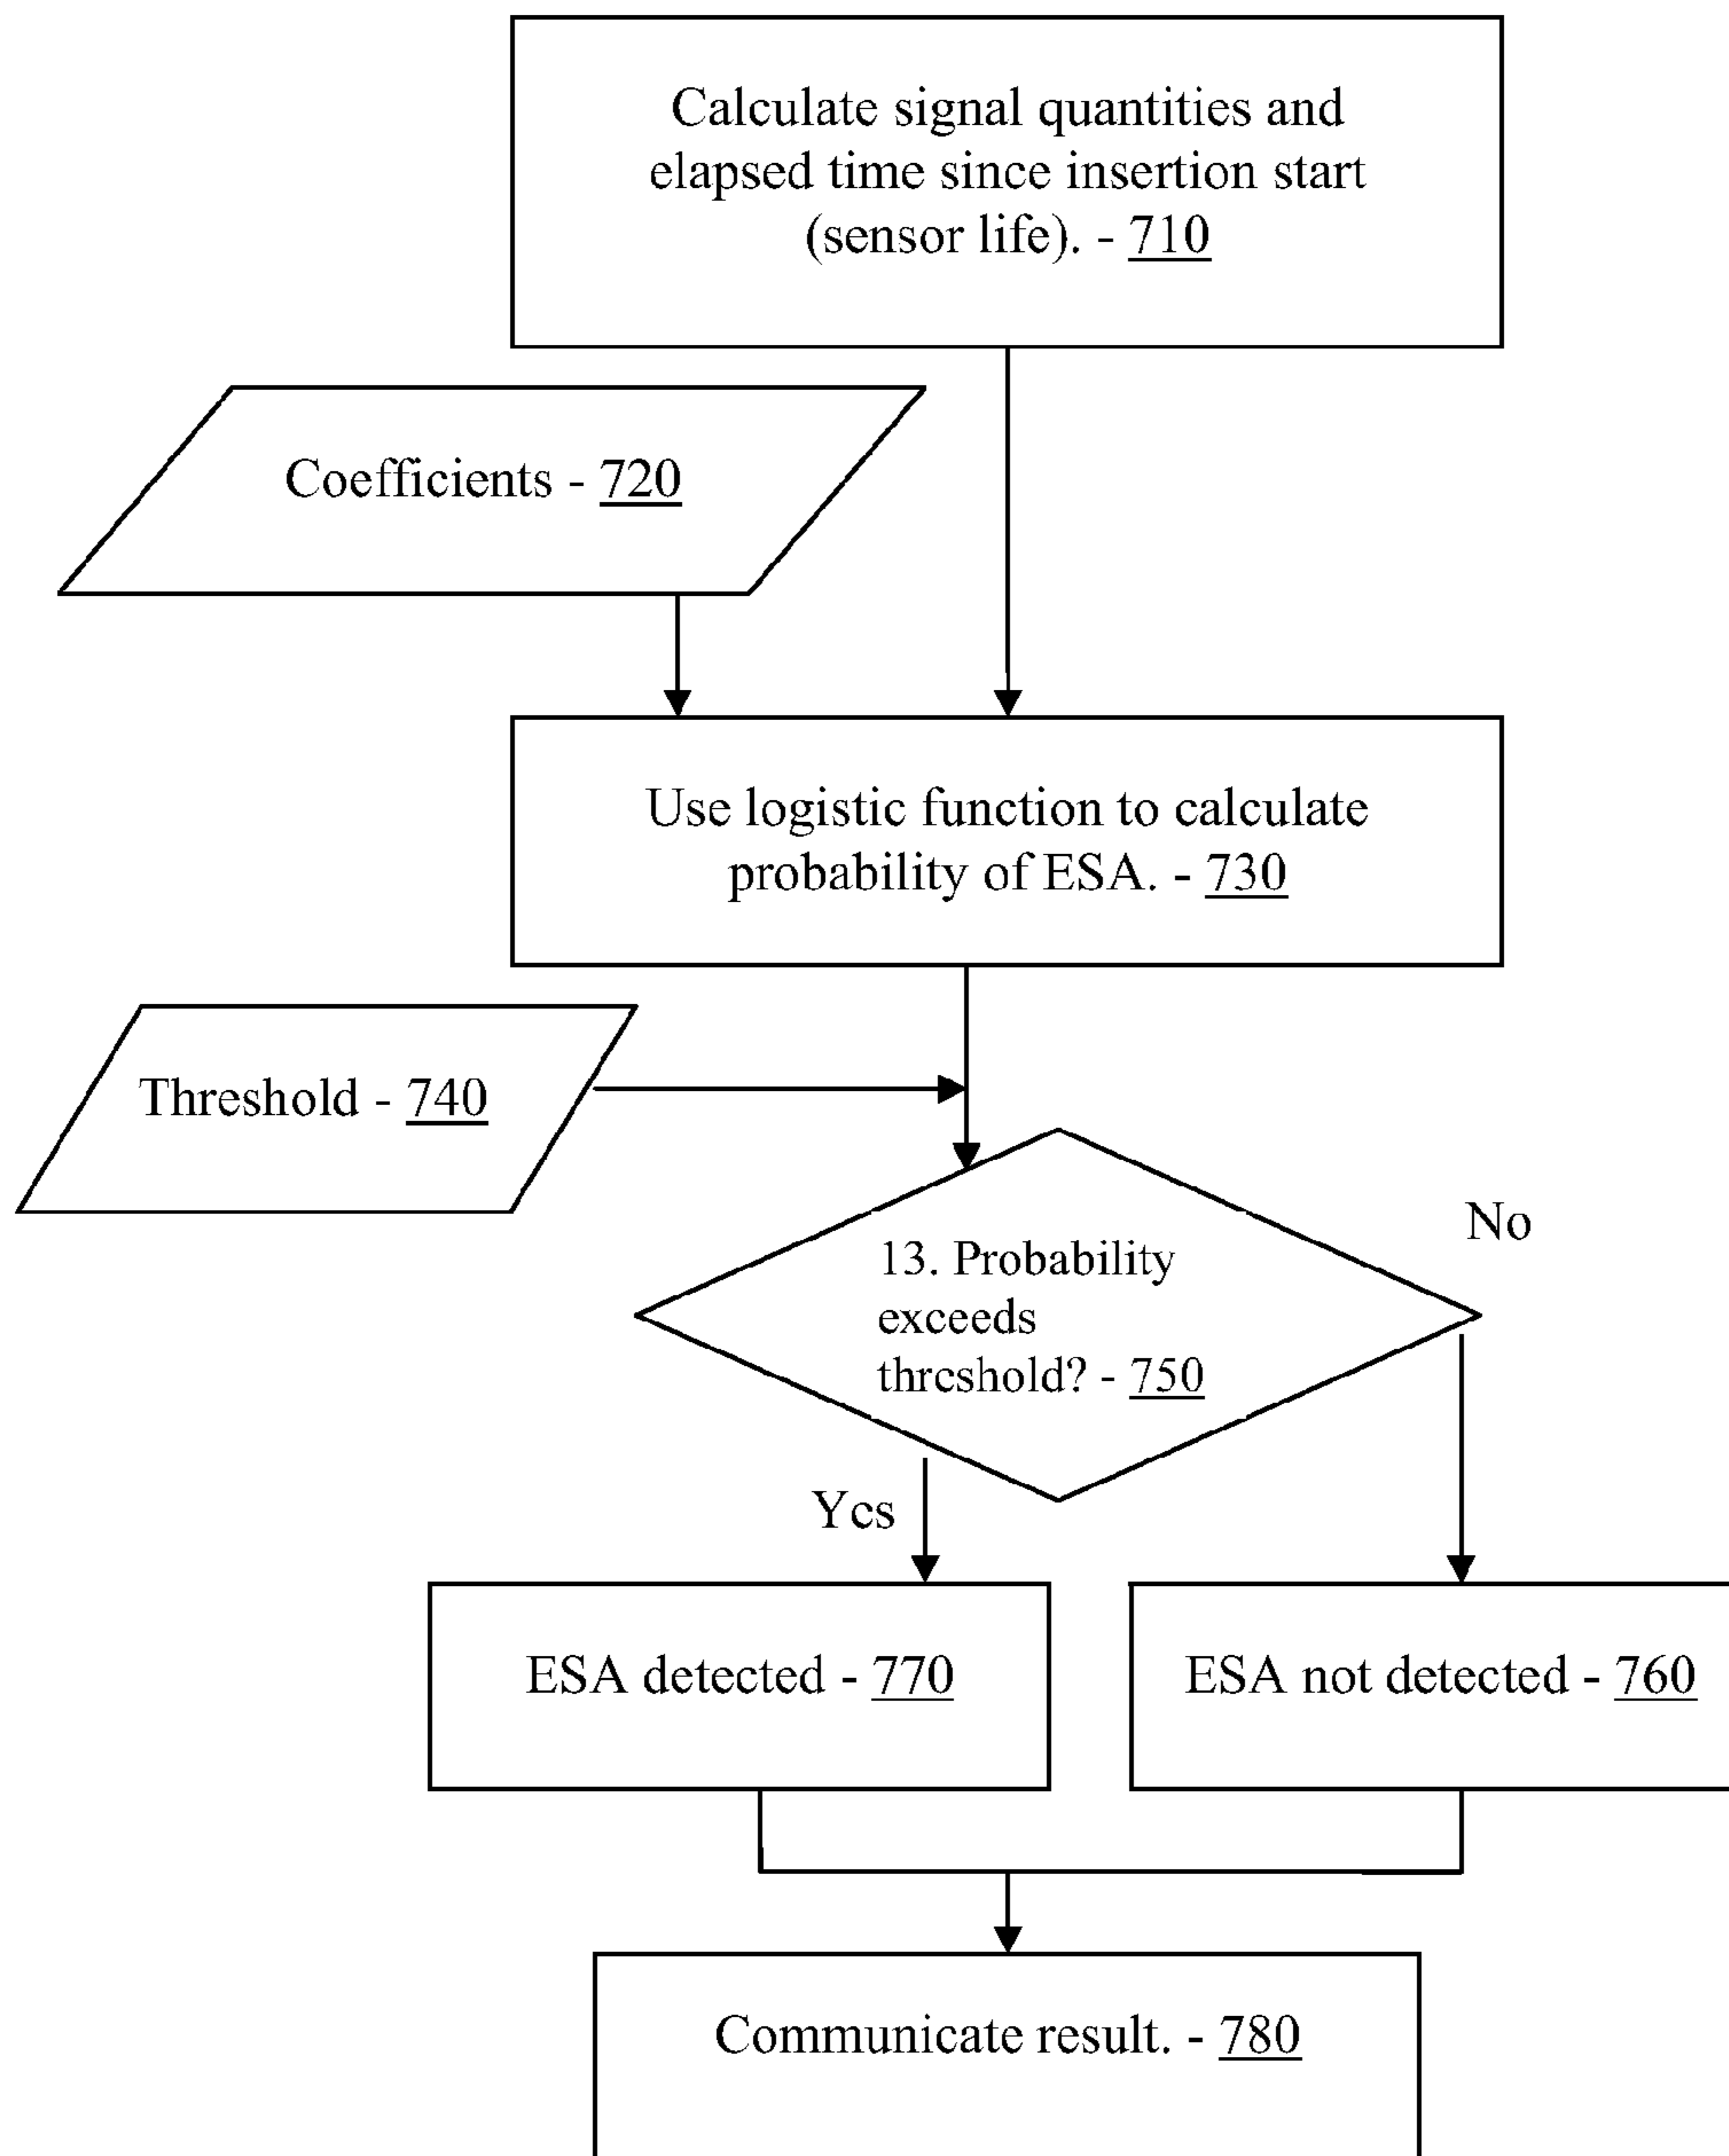 Calculate signal quantities and
elapsed time since insertion start
(sensor life). - 710
Coefficients - 720
Use logistic function to calculate
probability of ESA. - 730
Threshold - 740
13. Probability
exceeds
threshold? - 750
No
Yes
ESA detected - 770
ESA not detected - 760
Communicate result. - 780